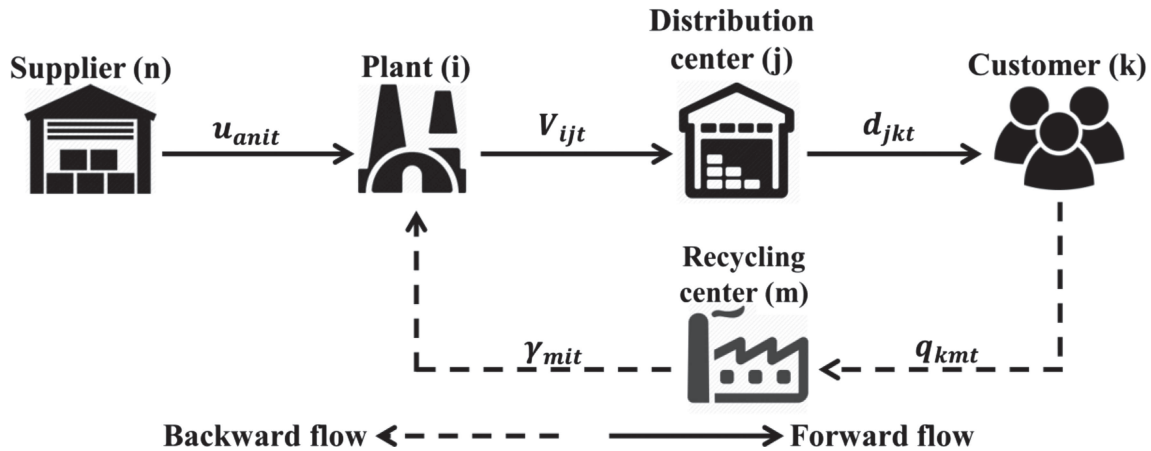 Supplier (n)
Plant (i)
Distribution
center (j)
Customer (k)
u_anit
V_ijt
d_jkt
Recycling
center (m)
γ_mit
q_kmt
Backward flow
Forward flow